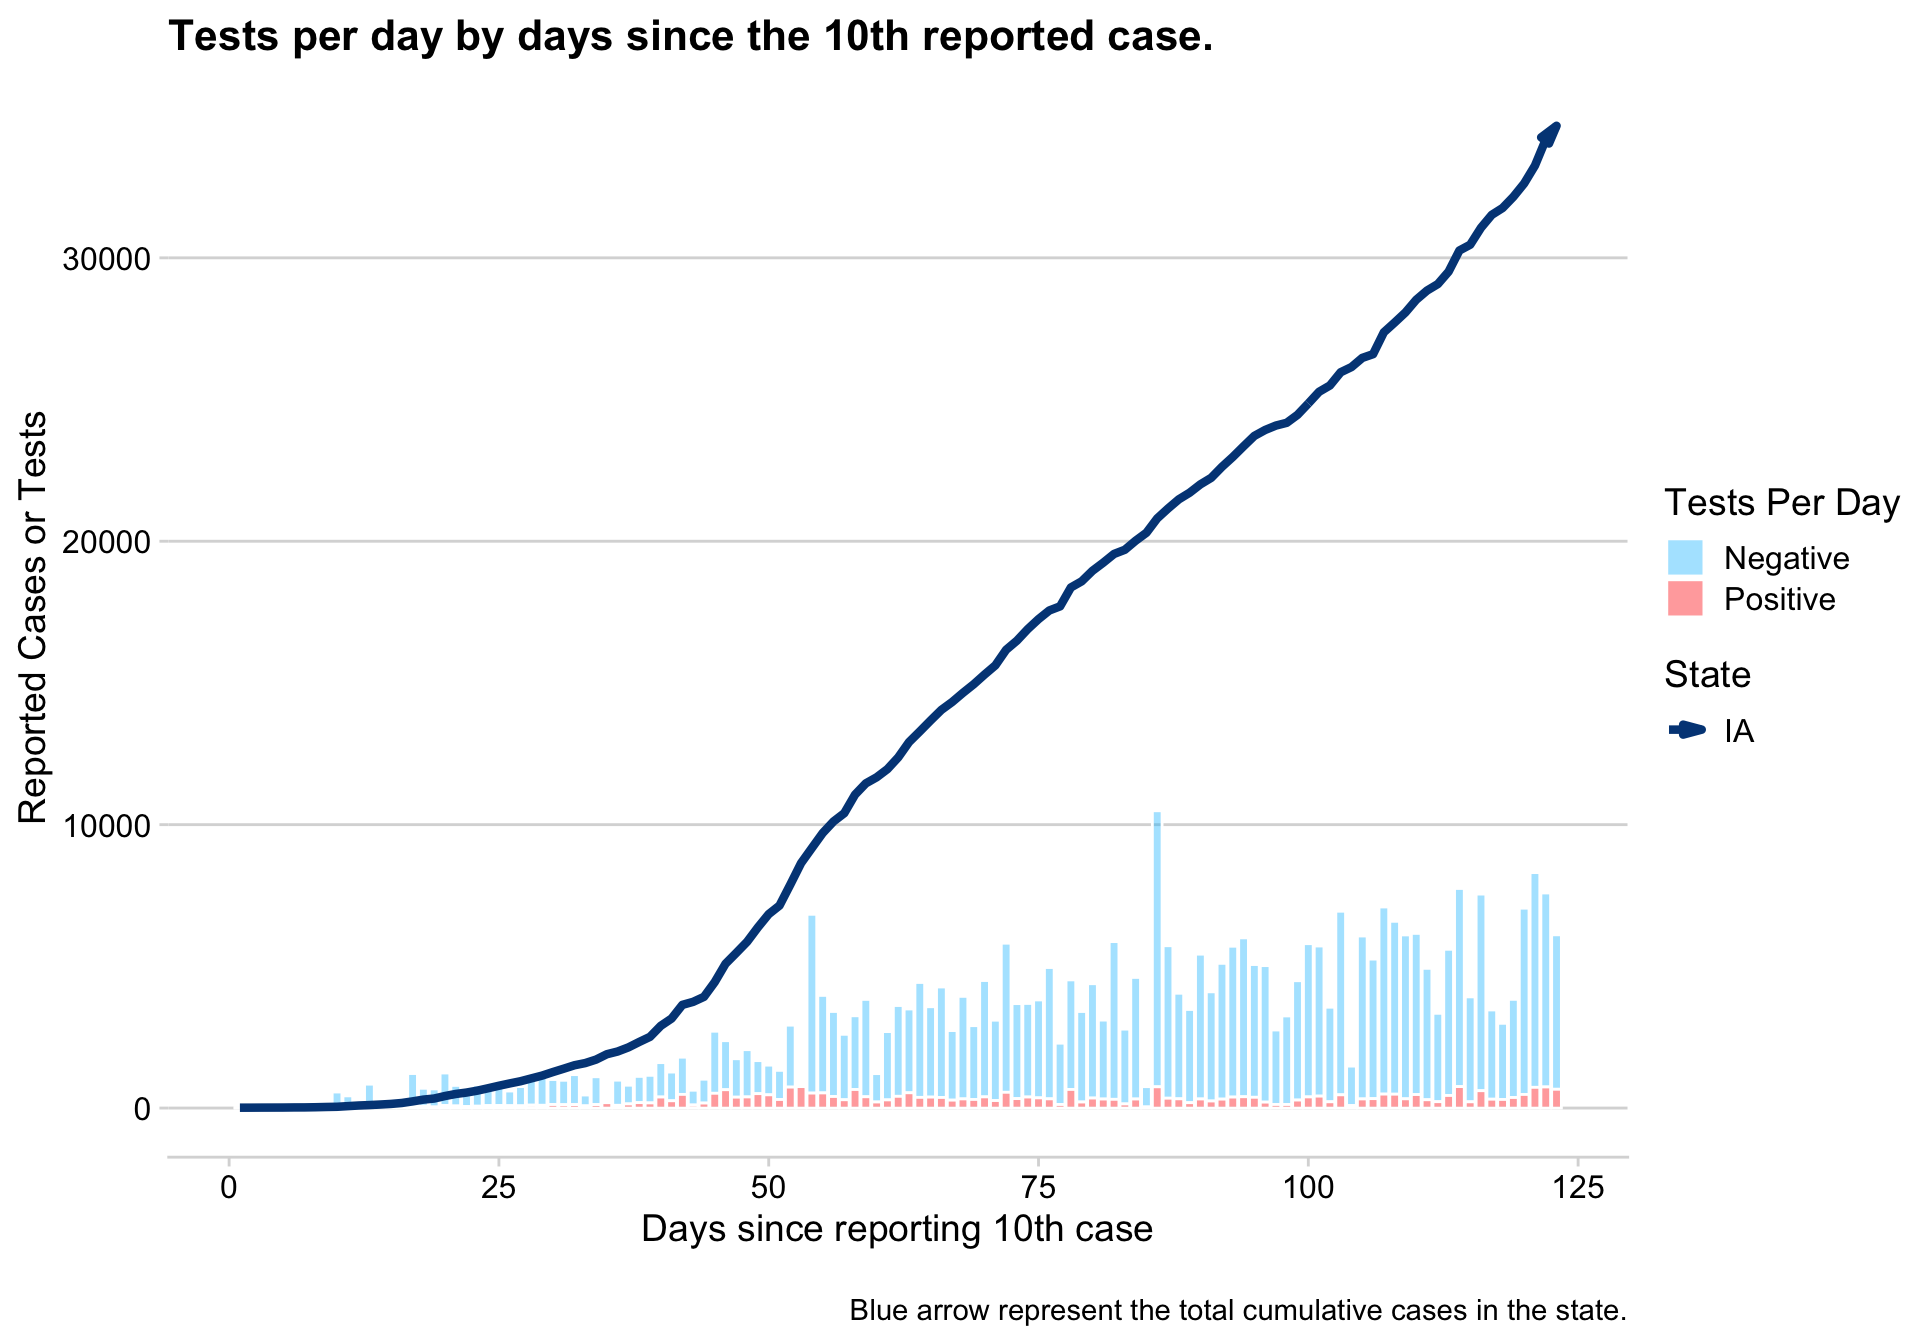 Tests per day by days since the 10th reported case.
Reported Cases or Tests
30000
20000
10000
0
0 25 50 75 100 125
Days since reporting 10th case
Tests Per Day
Negative
Positive
State
IA
Blue arrow represent the total cumulative cases in the state.